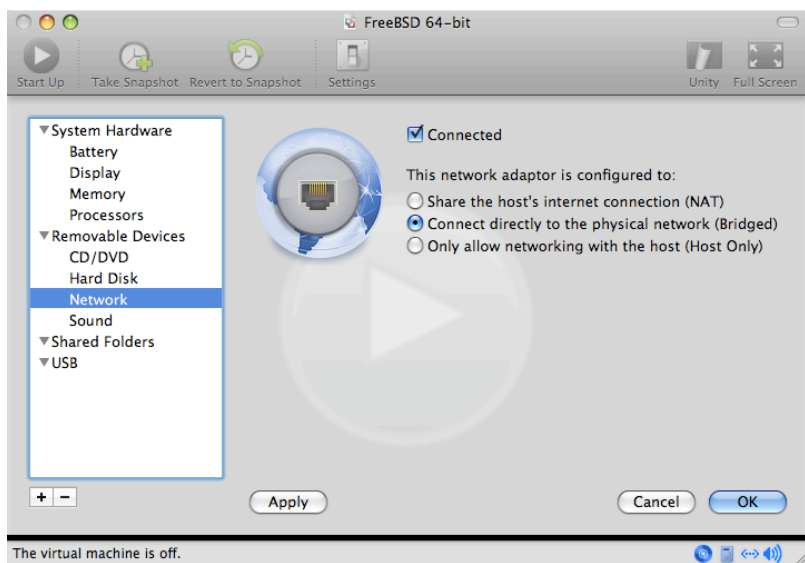 FreeBSD 64-bit
Start Up Take Snapshot Revert to Snapshot Settings Unity Full Screen
System Hardware
Battery
Display
Memory
Processors
Removable Devices
CD/DVD
Hard Disk
Network
Sound
Shared Folders
USB
Connected
This network adaptor is configured to:
Share the host's internet connection (NAT)
Connect directly to the physical network (Bridged)
Only allow networking with the host (Host Only)
+ −
Apply Cancel OK
The virtual machine is off.